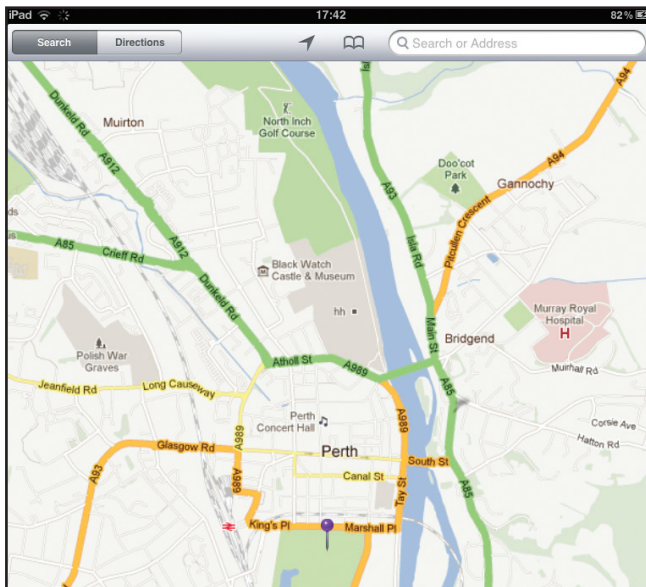 iPad 17:42 82%
Search Directions Search or Address
Dunkeld Rd
Muirton
North Inch
Golf Course
A912
A93
Isla Rd
A94
A94
Doo'cot
Park
Gannochy
Pitcullen Crescent
A85
Crieff Rd
A912
Dunkeld Rd
Black Watch
Castle & Museum
hh
Main St
Bridgend
Murray Royal
Hospital
H
Muirhall Rd
Polish War
Graves
Atholl St
A989
A85
Jeanfield Rd
Long Causeway
A989
Perth
Concert Hall
A989
Corsie Ave
Hatton Rd
Glasgow Rd
Perth
South St
A93
A989
Canal St
Tay St
A85
King's Pl
Marshall Pl